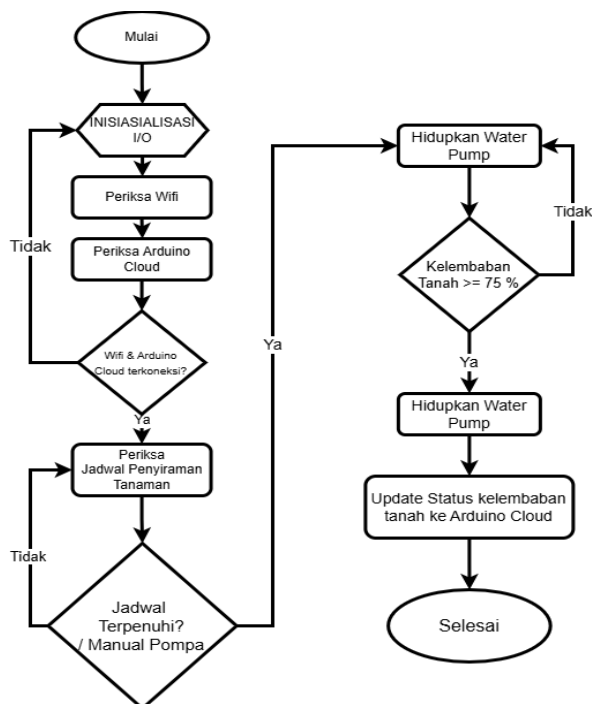 Mulai
INISIASIALISASI
I/O
Periksa Wifi
Periksa Arduino
Cloud
Tidak
Wifi & Arduino
Cloud terkoneksi?
Ya
Periksa
Jadwal Penyiraman
Tanaman
Tidak
Jadwal
Terpenuhi?
/ Manual Pompa
Ya
Hidupkan Water
Pump
Tidak
Kelembaban
Tanah >= 75 %
Ya
Hidupkan Water
Pump
Update Status kelembaban
tanah ke Arduino Cloud
Selesai